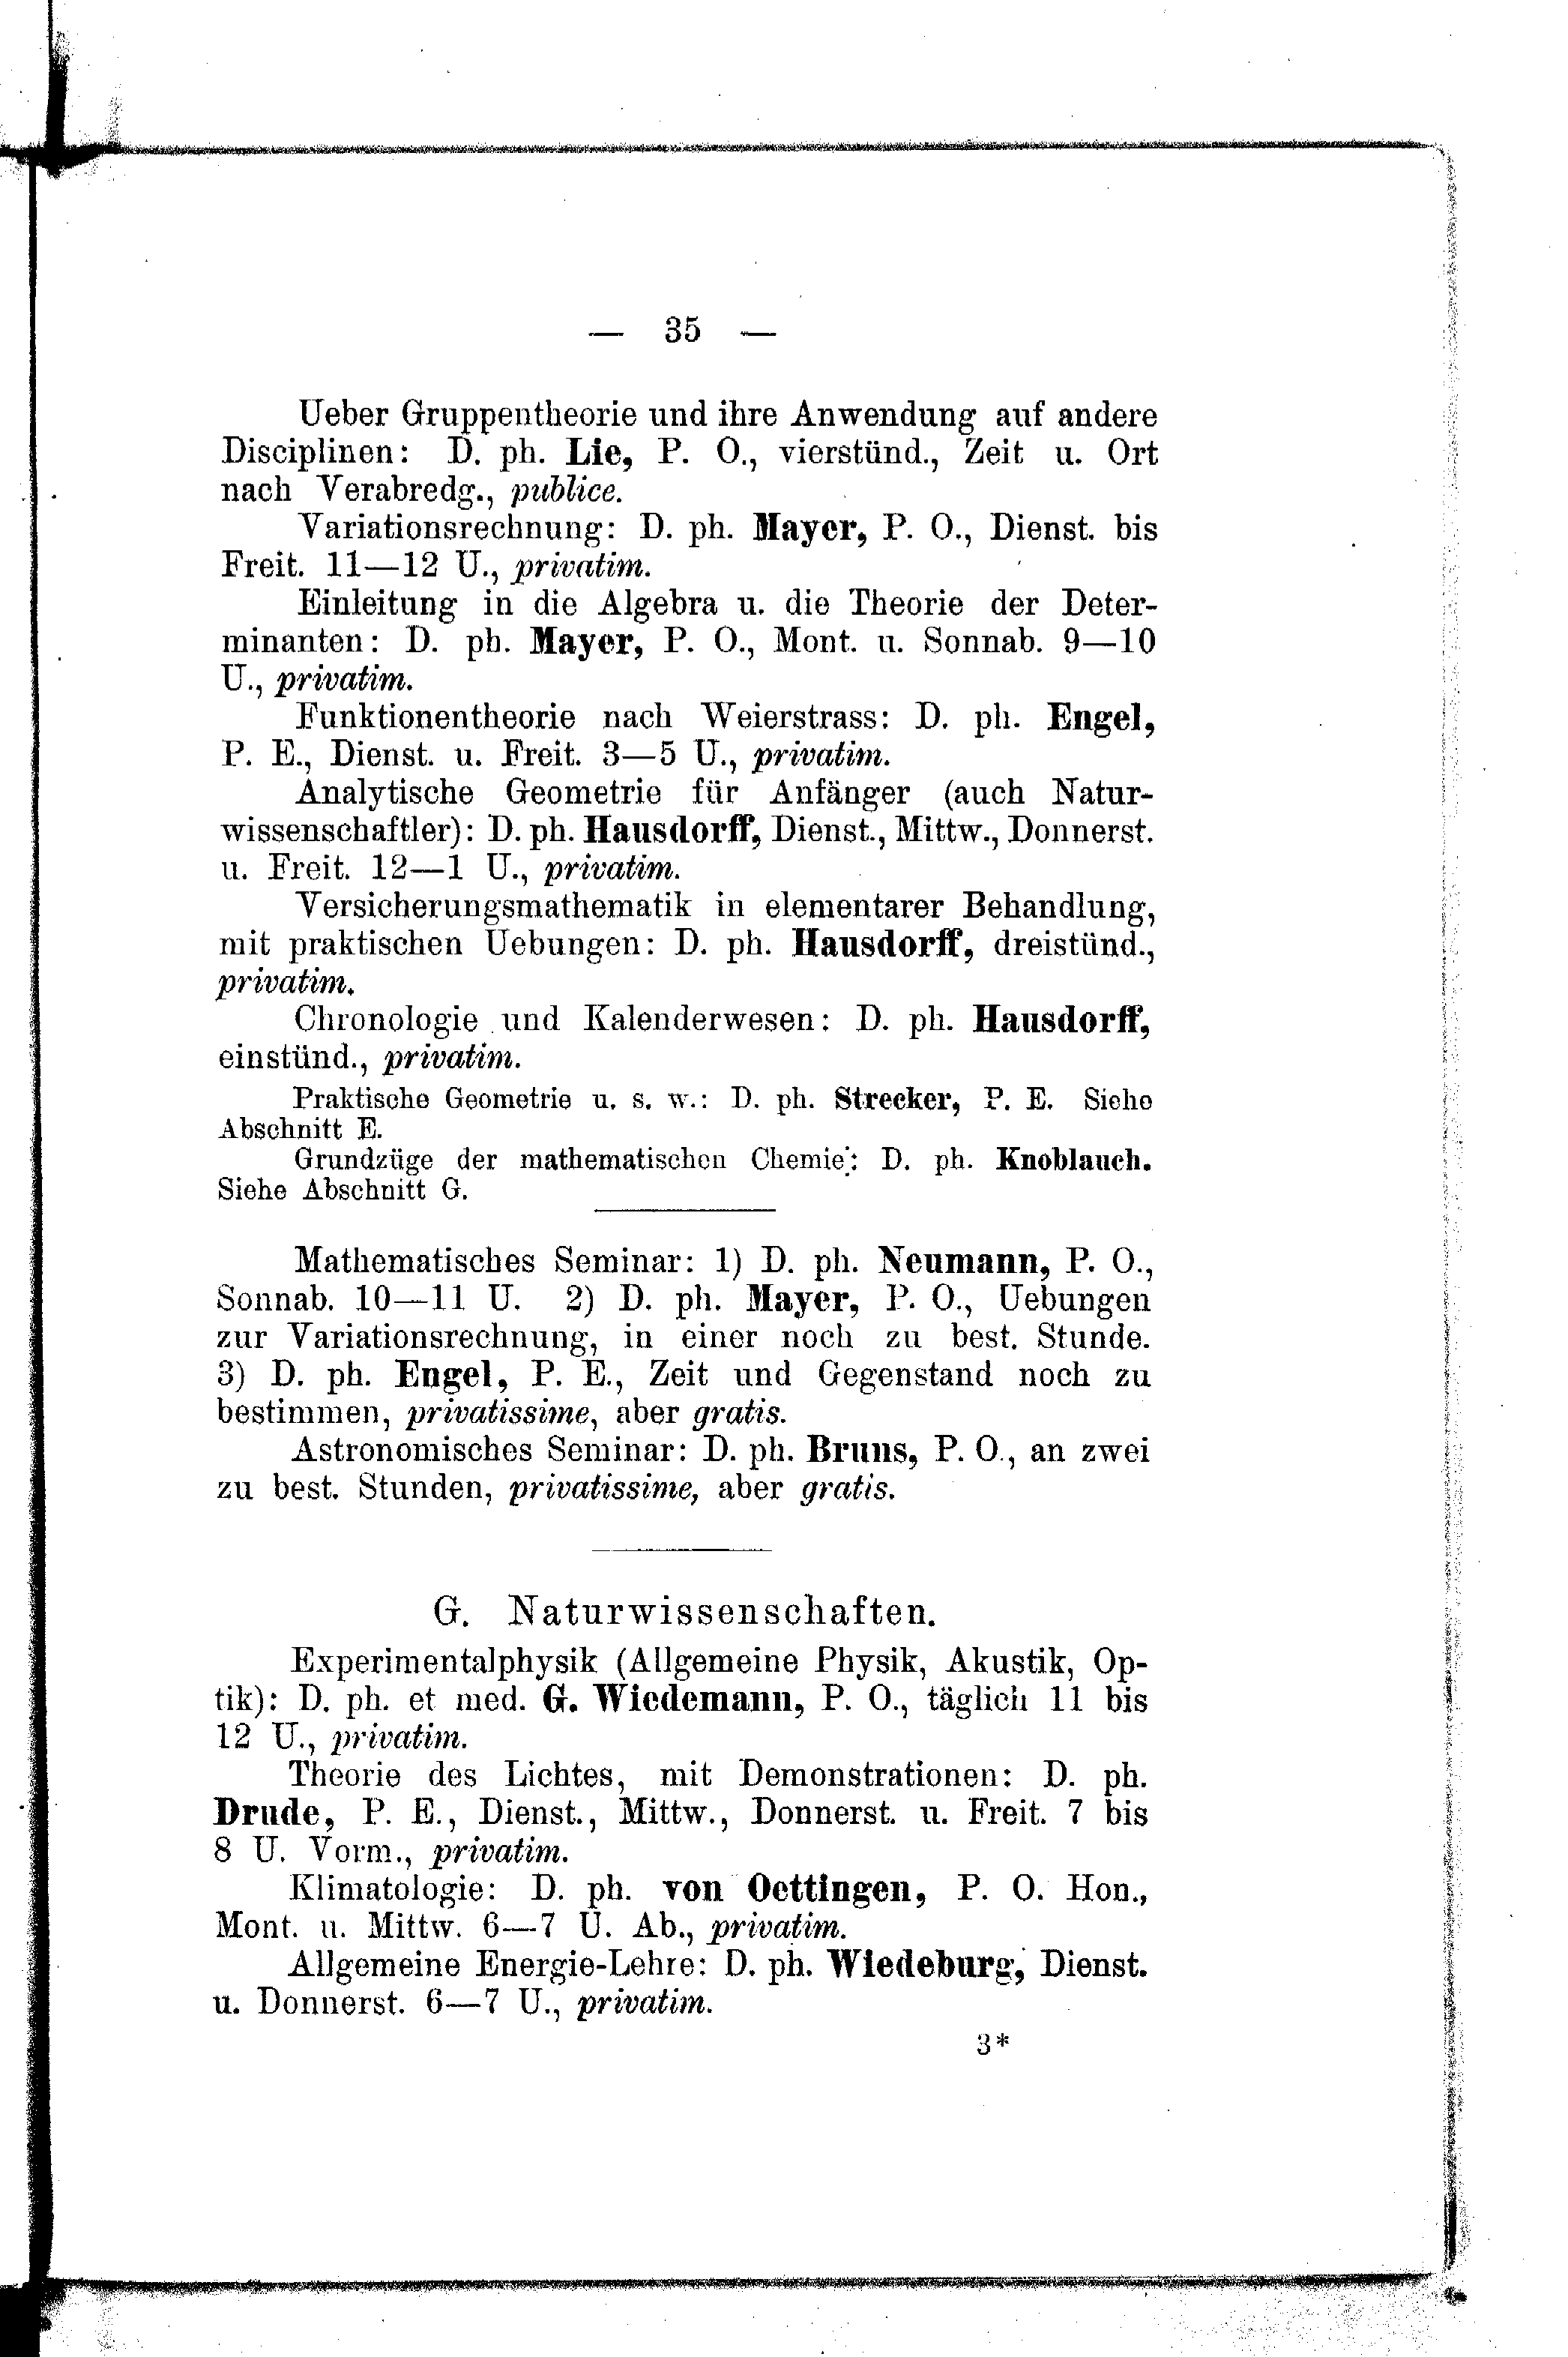 — 35 —
Ueber Gruppentheorie und ihre Anwendung auf andere
Disciplinen: D. ph. Lie, P. O., vierstünd., Zeit u. Ort
nach Verabredg., publice.
Variationsrechnung: D. ph. Mayer, P. O., Dienst. bis
Freit. 11—12 U., privatim.
Einleitung in die Algebra u. die Theorie der Deter-
minanten: D. ph. Mayer, P. O., Mont. u. Sonnab. 9—10
U., privatim.
Funktionentheorie nach Weierstrass: D. ph. Engel,
P. E., Dienst. u. Freit. 3—5 U., privatim.
Analytische Geometrie für Anfänger (auch Natur-
wissenschaftler): D. ph. Hausdorff, Dienst., Mittw., Donnerst.
u. Freit. 12—1 U., privatim.
Versicherungsmathematik in elementarer Behandlung,
mit praktischen Uebungen: D. ph. Hausdorff, dreistünd.,
privatim.
Chronologie und Kalenderwesen: D. ph. Hausdorff,
einstünd., privatim.
Praktische Geometrie u. s. w.: D. ph. Strecker, P. E. Siehe
Abschnitt E.
Grundzüge der mathematischen Chemie: D. ph. Knoblauch.
Siehe Abschnitt G.
Mathematisches Seminar: 1) D. ph. Neumann, P. O.,
Sonnab. 10—11 U. 2) D. ph. Mayer, P. O., Uebungen
zur Variationsrechnung, in einer noch zu best. Stunde.
3) D. ph. Engel, P. E., Zeit und Gegenstand noch zu
bestimmen, privatissime, aber gratis.
Astronomisches Seminar: D. ph. Bruns, P. O., an zwei
zu best. Stunden, privatissime, aber gratis.
G. Naturwissenschaften.
Experimentalphysik (Allgemeine Physik, Akustik, Op-
tik): D. ph. et med. G. Wiedemann, P. O., täglich 11 bis
12 U., privatim.
Theorie des Lichtes, mit Demonstrationen: D. ph.
Drude, P. E., Dienst., Mittw., Donnerst. u. Freit. 7 bis
8 U. Vorm., privatim.
Klimatologie: D. ph. von Oettingen, P. O. Hon.,
Mont. u. Mittw. 6—7 U. Ab., privatim.
Allgemeine Energie-Lehre: D. ph. Wiedeburg, Dienst.
u. Donnerst. 6—7 U., privatim.
3*